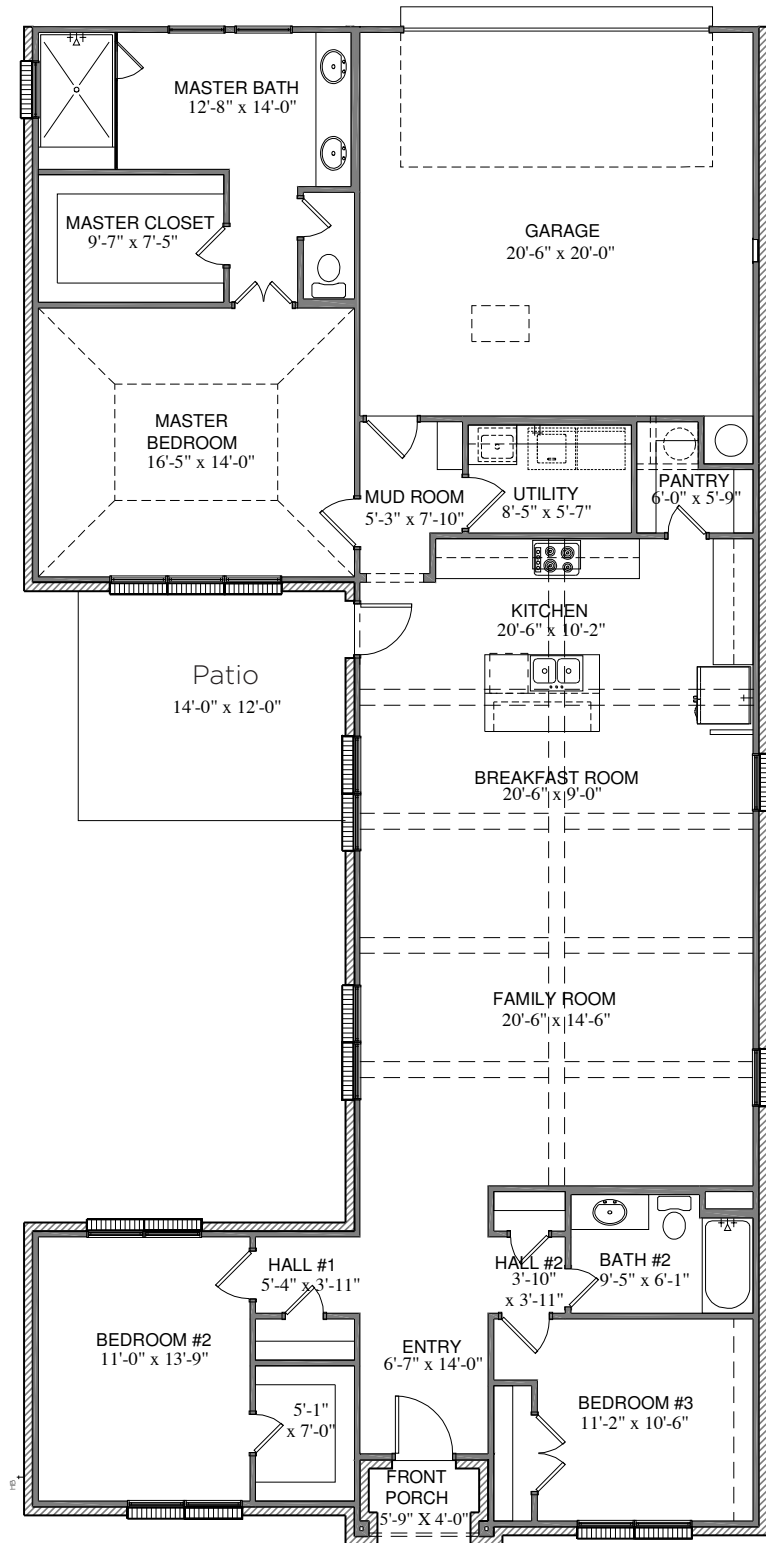 MASTER BATH
12'-8" x 14'-0"
MASTER CLOSET
9'-7" x 7'-5"
GARAGE
20'-6" x 20'-0"
MASTER
BEDROOM
16'-5" x 14'-0"
MUD ROOM
5'-3" x 7'-10"
UTILITY
8'-5" x 5'-7"
PANTRY
6'-0" x 5'-9"
KITCHEN
20'-6" x 10'-2"
Patio
14'-0" x 12'-0"
BREAKFAST ROOM
20'-6" x 9'-0"
FAMILY ROOM
20'-6" x 14'-6"
HALL #1
5'-4" x 3'-11"
HALL #2
3'-10"
x 3'-11"
BATH #2
9'-5" x 6'-1"
BEDROOM #2
11'-0" x 13'-9"
ENTRY
6'-7" x 14'-0"
5'-1"
x 7'-0"
BEDROOM #3
11'-2" x 10'-6"
FRONT
PORCH
5'-9" X 4'-0"
HB